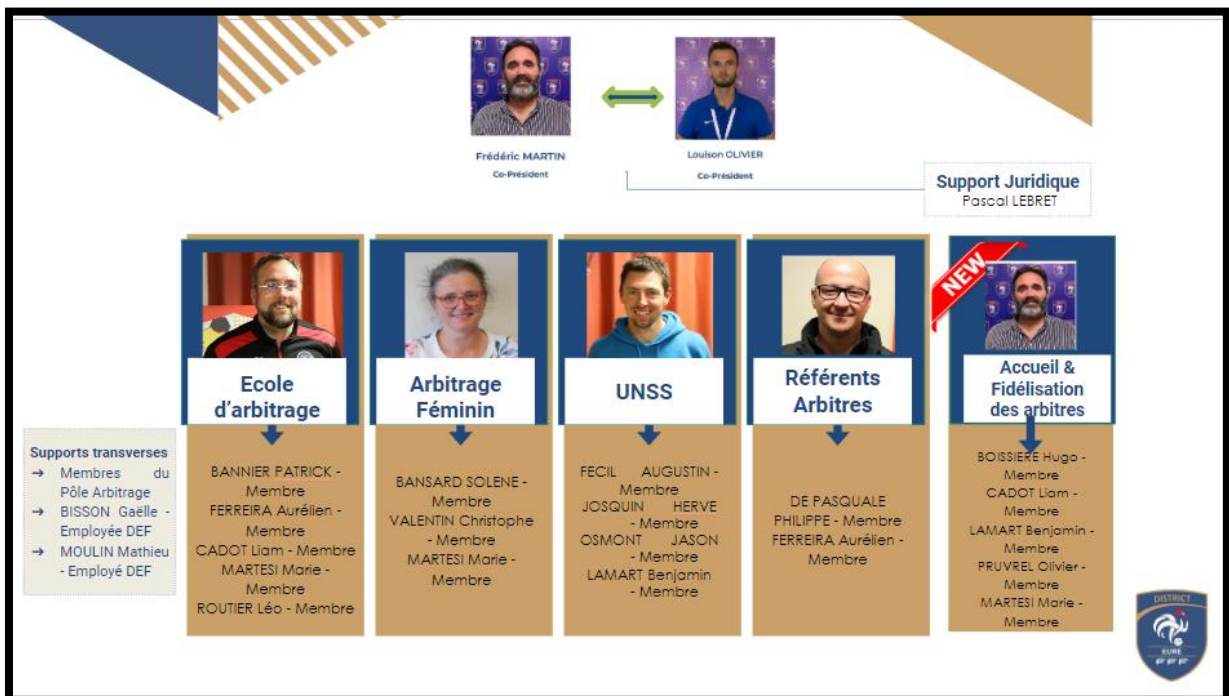 Frédéric MARTIN
Co-Président
Louison OLIVIER
Co-Président
Support Juridique
Pascal LEBRET
Ecole
d'arbitrage
Arbitrage
Féminin
UNSS
Référents
Arbitres
NEW
Accueil &
Fidélisation
des arbitres
Supports transverses
➔ Membres du
Pôle Arbitrage
➔ BISSON Gaëlle -
Employée DEF
➔ MOULIN Mathieu
- Employé DEF
BANNIER PATRICK -
Membre
FERREIRA Aurélien -
Membre
CADOT Liam - Membre
MARTESI Marie -
Membre
ROUTIER Léo - Membre
BANSARD SOLENE -
Membre
VALENTIN Christophe
- Membre
MARTESI Marie -
Membre
FECIL AUGUSTIN -
Membre
JOSQUIN HERVE
- Membre
OSMONT JASON
- Membre
LAMART Benjamin
- Membre
DE PASQUALE
PHILIPPE - Membre
FERREIRA Aurélien -
Membre
BOISSIERE Hugo -
Membre
CADOT Liam -
Membre
LAMART Benjamin -
Membre
PRUVREL Olivier -
Membre
MARTESI Marie -
Membre
DISTRICT
EURE